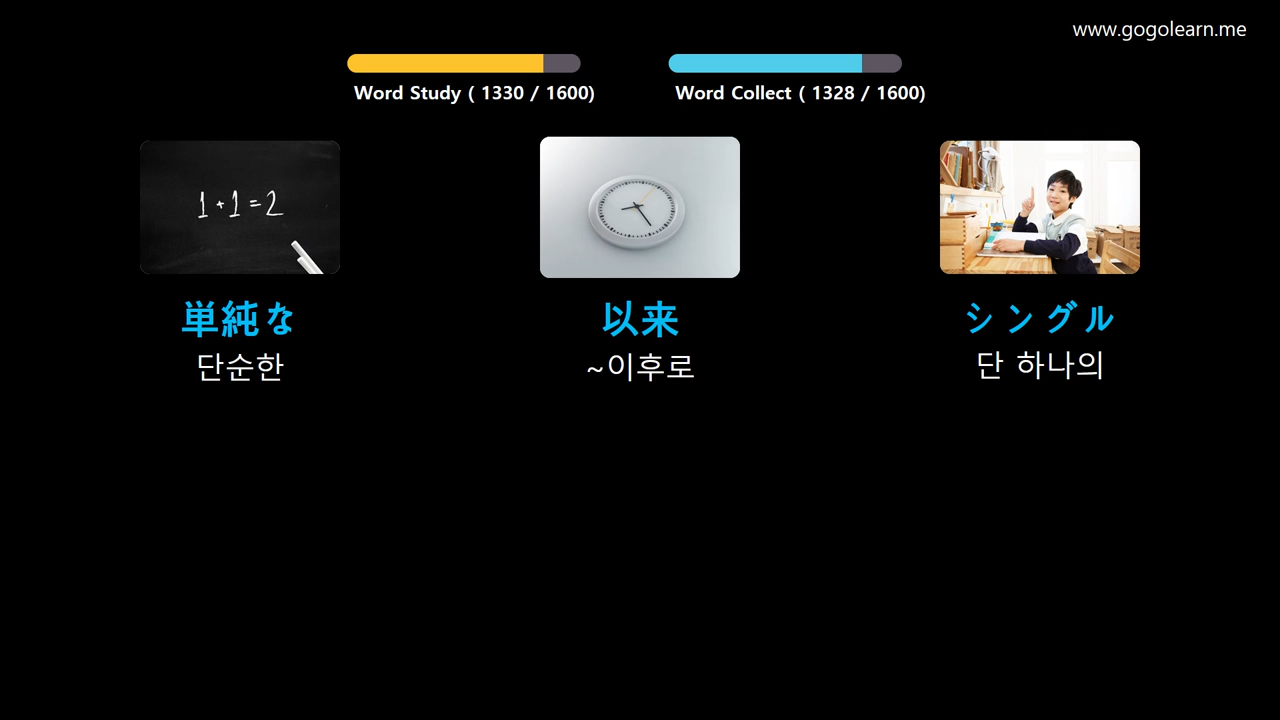 www.gogolearn.me
Word Study ( 1330 / 1600)
Word Collect ( 1328 / 1600)
1+1=2
単純な
以来
シングル
단순한
~이후로
단 하나의